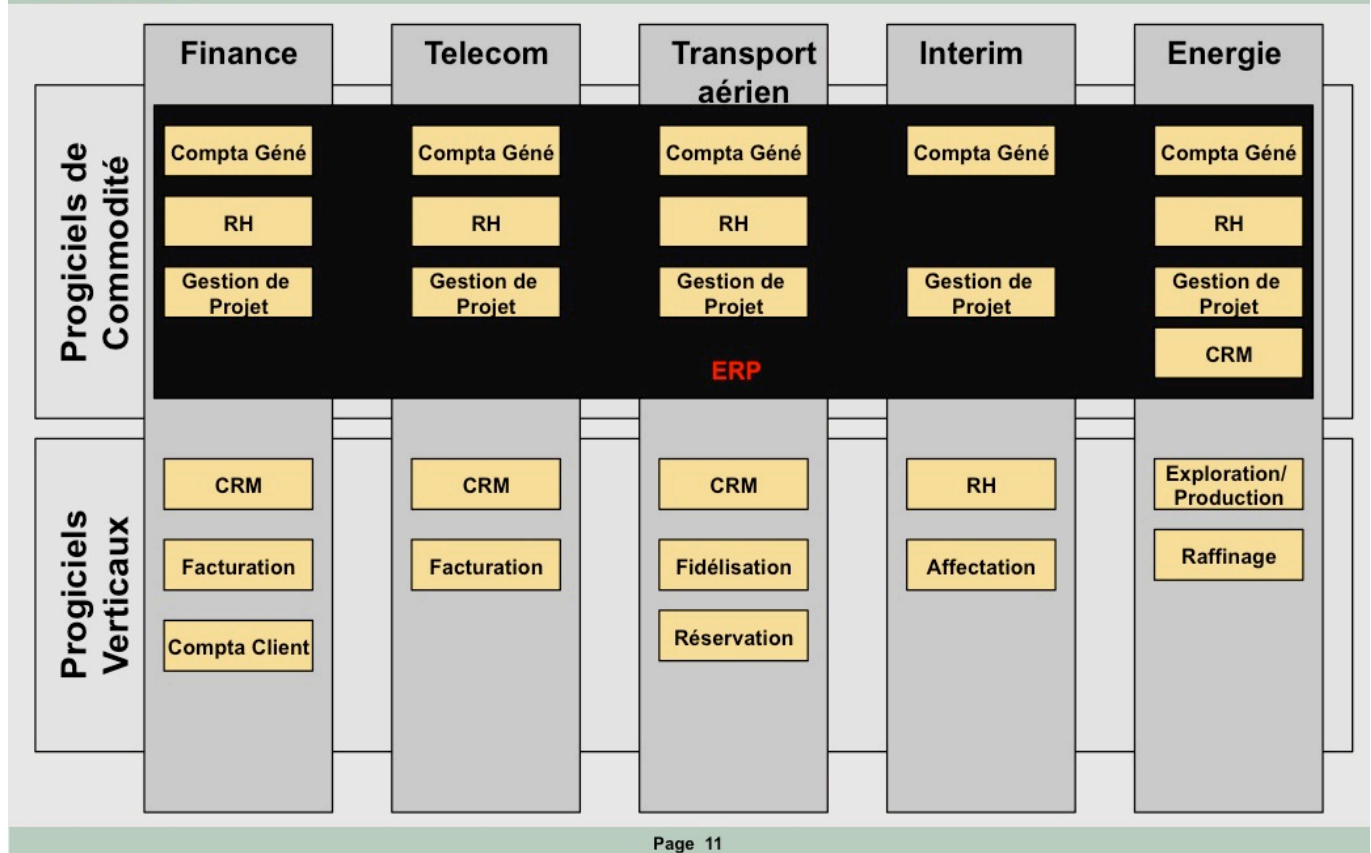 Finance
Telecom
Transport
aérien
Interim
Energie
Progiciels de
Commodité
Compta Géné
Compta Géné
Compta Géné
Compta Géné
Compta Géné
RH
RH
RH
RH
Gestion de
Projet
Gestion de
Projet
Gestion de
Projet
Gestion de
Projet
Gestion de
Projet
CRM
ERP
Progiciels
Verticaux
CRM
CRM
CRM
RH
Exploration/
Production
Facturation
Facturation
Fidélisation
Affectation
Raffinage
Compta Client
Réservation
Page 11